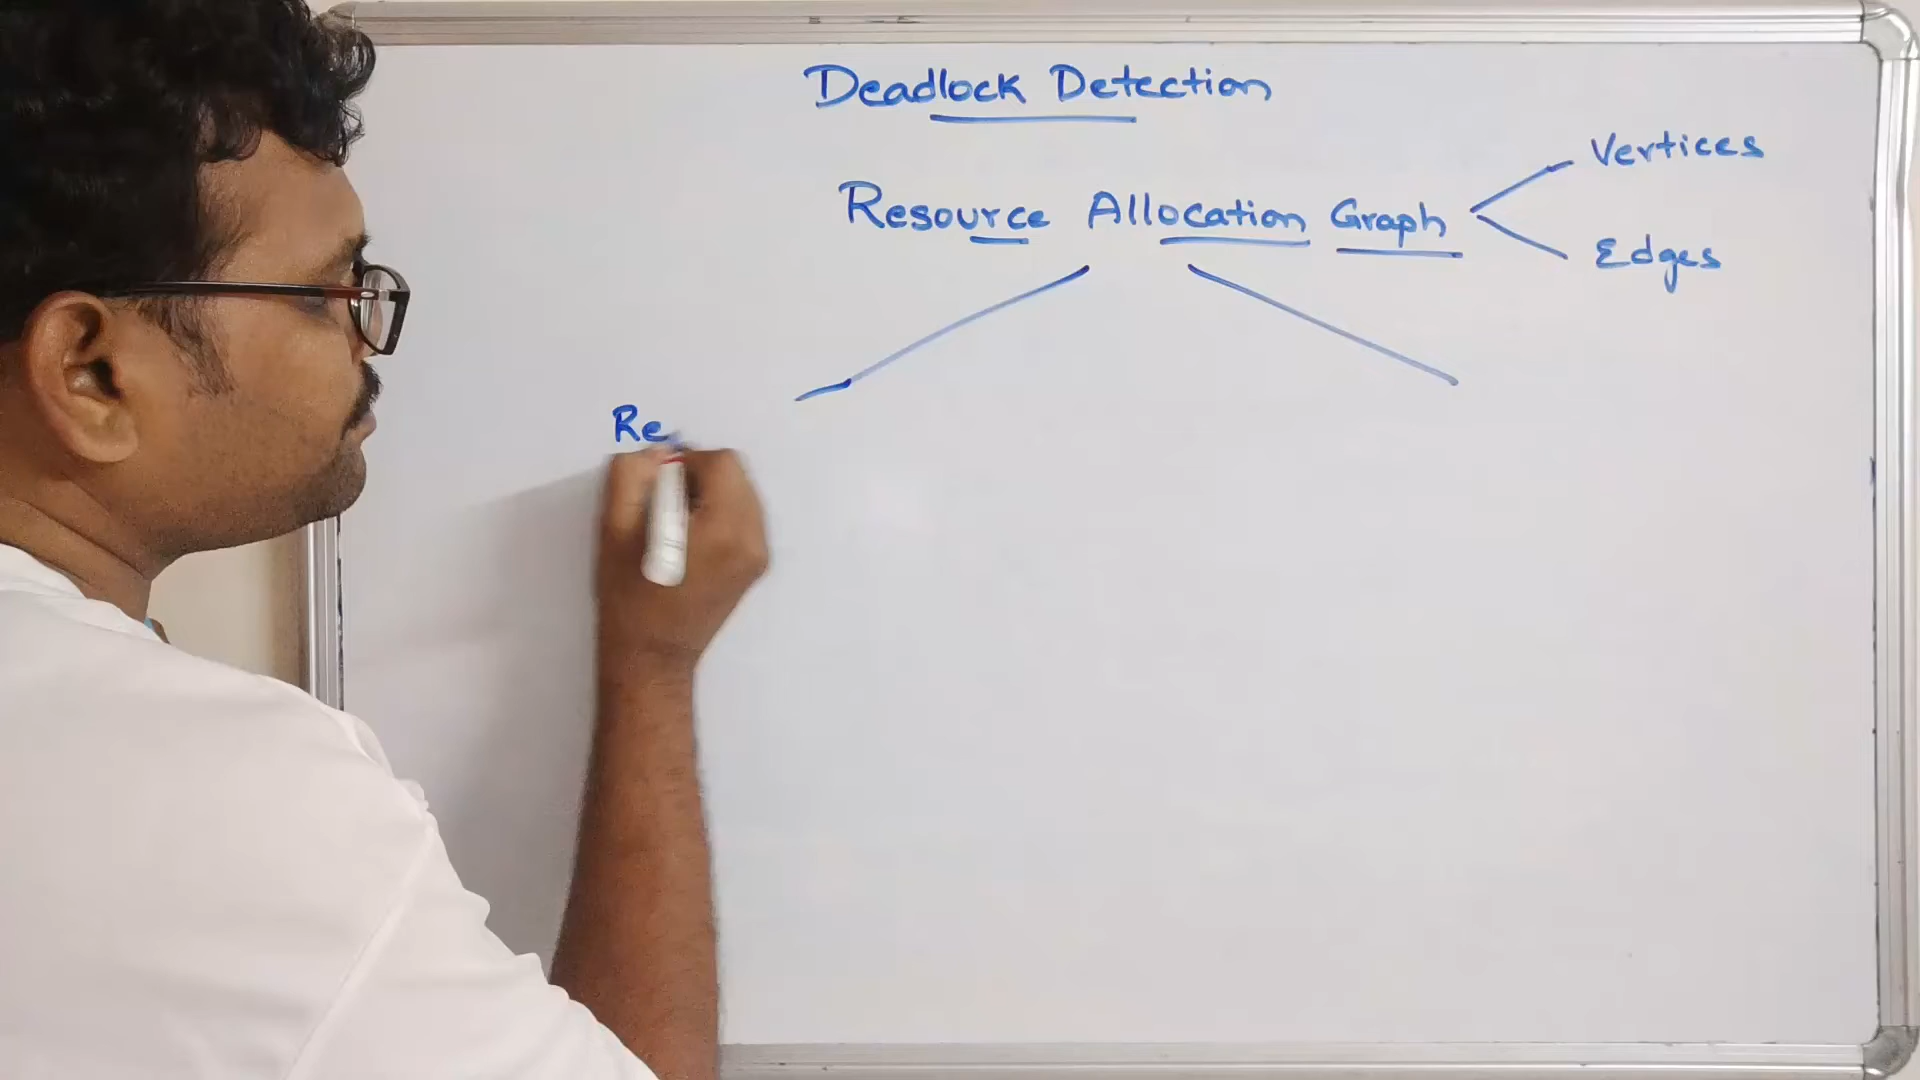 Deadlock Detection
Resource Allocation Graph
Vertices
Edges
Re